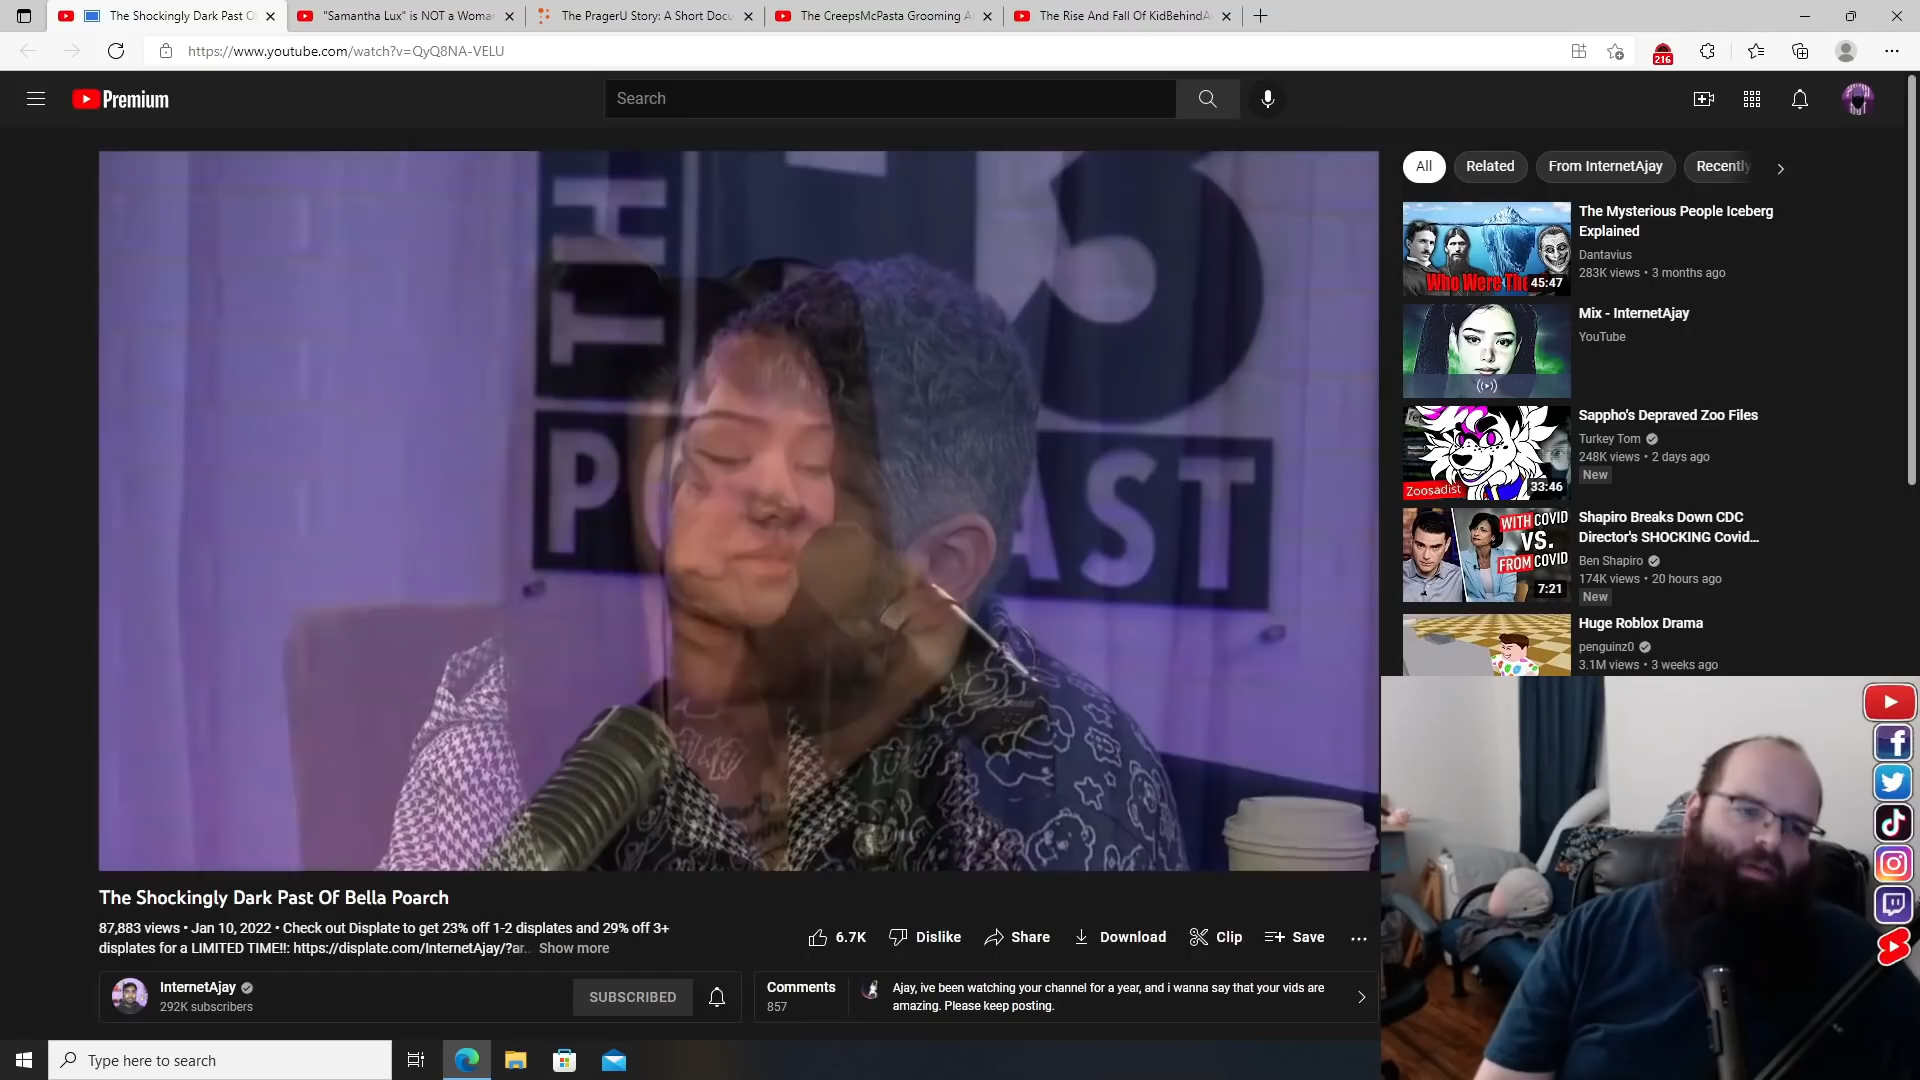 The Shockingly Dark Past O
"Samantha Lux" is NOT a Woma
The PragerU Story: A Short Docu
The CreepsMcPasta Grooming A
The Rise And Fall Of KidBehindA
https://www.youtube.com/watch?v=QyQ8NA-VELU
216
Premium
Search
All
Related
From InternetAjay
Recently
TH
3
PO
AST
Who Were The
45:47
The Mysterious People Iceberg
Explained
Dantavius
283K views • 3 months ago
Mix - InternetAjay
YouTube
Zoosadist
33:46
Sappho's Depraved Zoo Files
Turkey Tom
248K views • 2 days ago
New
WITH COVID
VS.
FROM COVID
7:21
Shapiro Breaks Down CDC
Director's SHOCKING Covid...
Ben Shapiro
174K views • 20 hours ago
New
Huge Roblox Drama
penguinz0
3.1M views • 3 weeks ago
The Shockingly Dark Past Of Bella Poarch
87,883 views • Jan 10, 2022 • Check out Displate to get 23% off 1-2 displates and 29% off 3+
displates for a LIMITED TIME!!: https://displate.com/InternetAjay/?ar... Show more
6.7K
Dislike
Share
Download
Clip
Save
InternetAjay
292K subscribers
SUBSCRIBED
Comments
857
Ajay, ive been watching your channel for a year, and i wanna say that your vids are
amazing. Please keep posting.
Type here to search